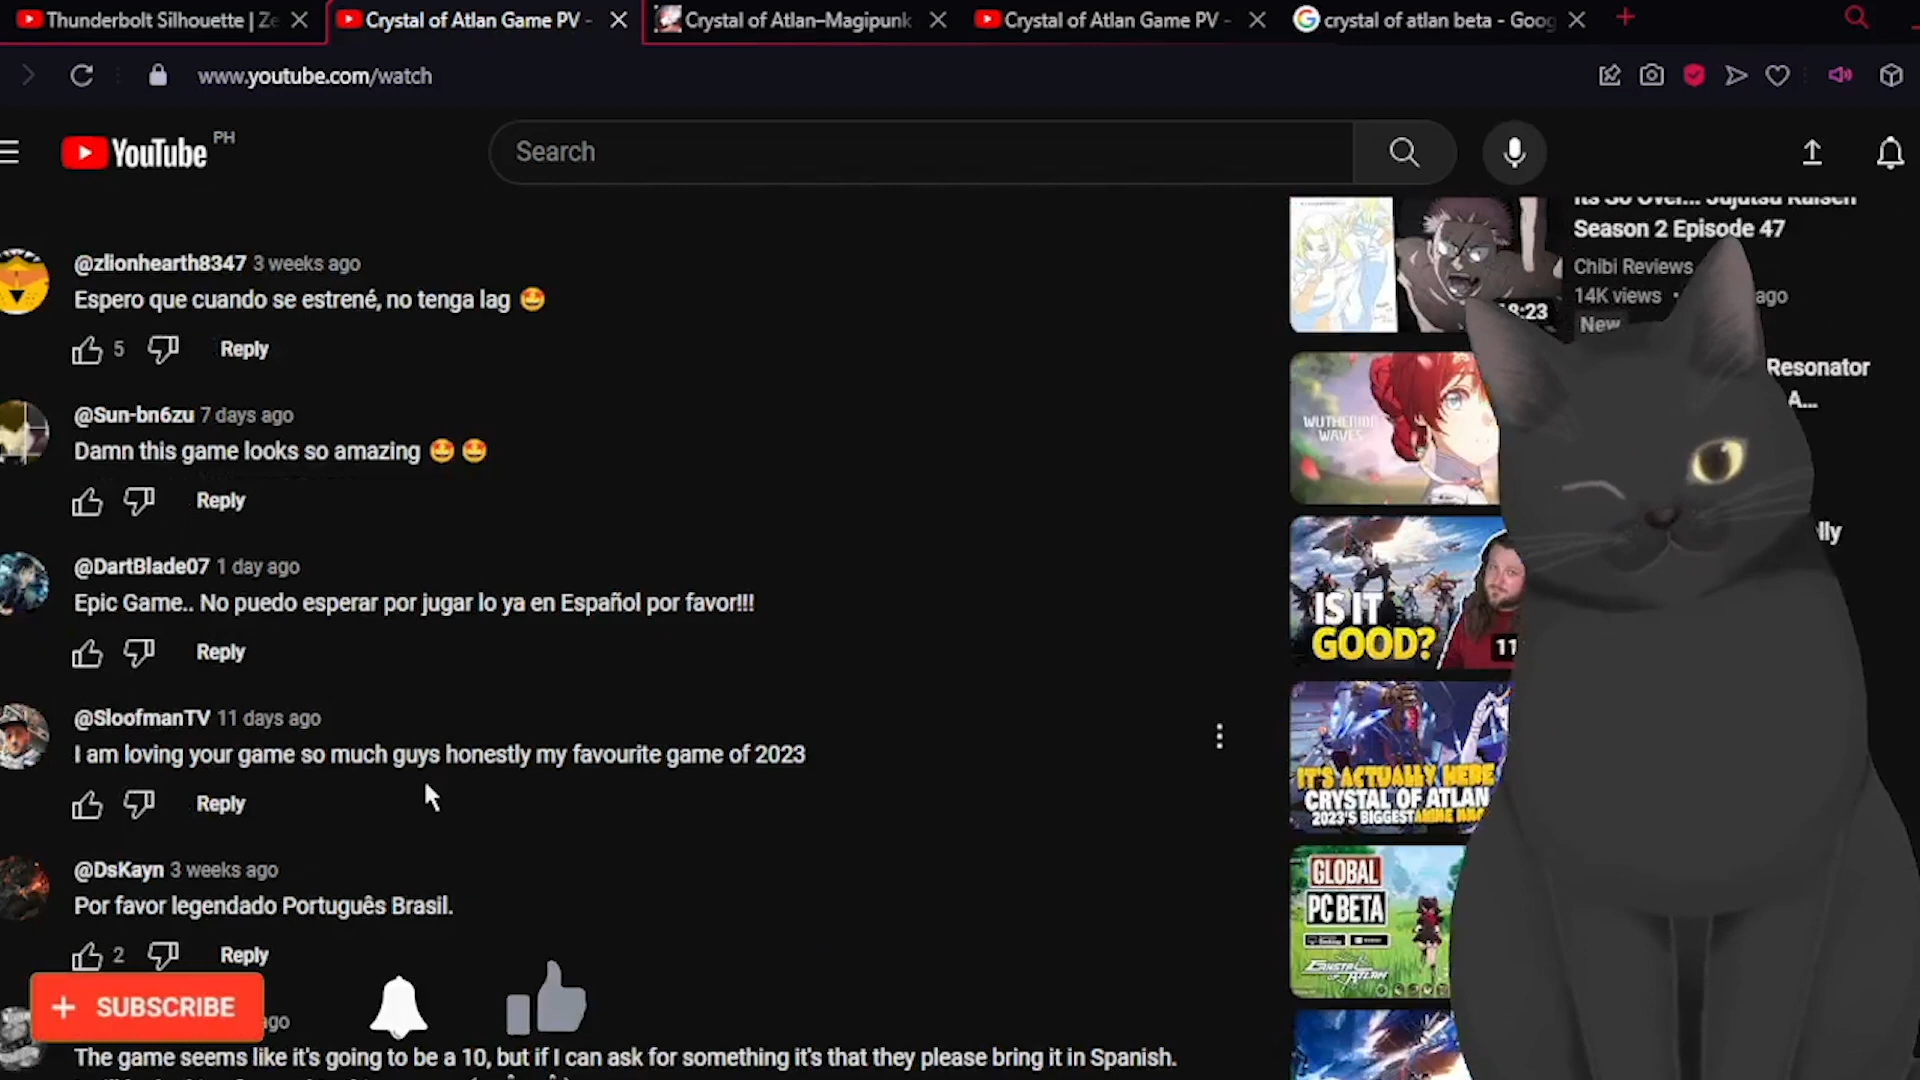 Thunderbolt Silhouette | Ze
Crystal of Atlan Game PV -
Crystal of Atlan–Magipunk
Crystal of Atlan Game PV -
crystal of atlan beta - Goog
www.youtube.com/watch
YouTube PH
Search
Its So Over... Jujutsu Kaisen
Season 2 Episode 47
Chibi Reviews
14K views • ago
New
8:23
@zlionhearth8347 3 weeks ago
Espero que cuando se estrené, no tenga lag 🤩
5 Reply
@Sun-bn6zu 7 days ago
Damn this game looks so amazing 🤩 🤩
Reply
@DartBlade07 1 day ago
Epic Game.. No puedo esperar por jugar lo ya en Español por favor!!!
Reply
@SloofmanTV 11 days ago
I am loving your game so much guys honestly my favourite game of 2023
Reply
@DsKayn 3 weeks ago
Por favor legendado Português Brasil.
2 Reply
+ SUBSCRIBE
ago
The game seems like it's going to be a 10, but if I can ask for something it's that they please bring it in Spanish.
WUTHERING
WAVES
Resonator
A...
IS IT
GOOD?
11
lly
IT'S ACTUALLY HERE
CRYSTAL OF ATLAN
2023'S BIGGEST ANIME MMO
GLOBAL
PC BETA
CRYSTAL
OF ATLAN